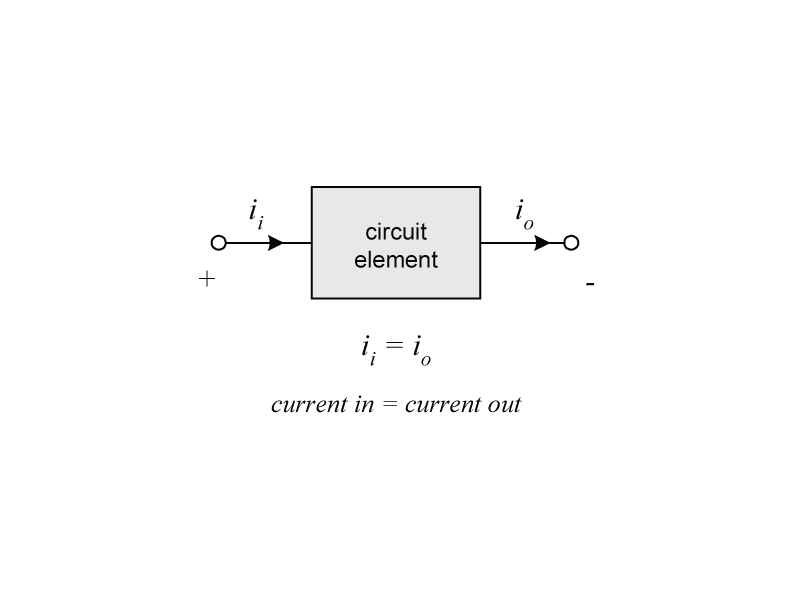 i_i i_o
circuit
element
+ -
i_i = i_o
current in = current out